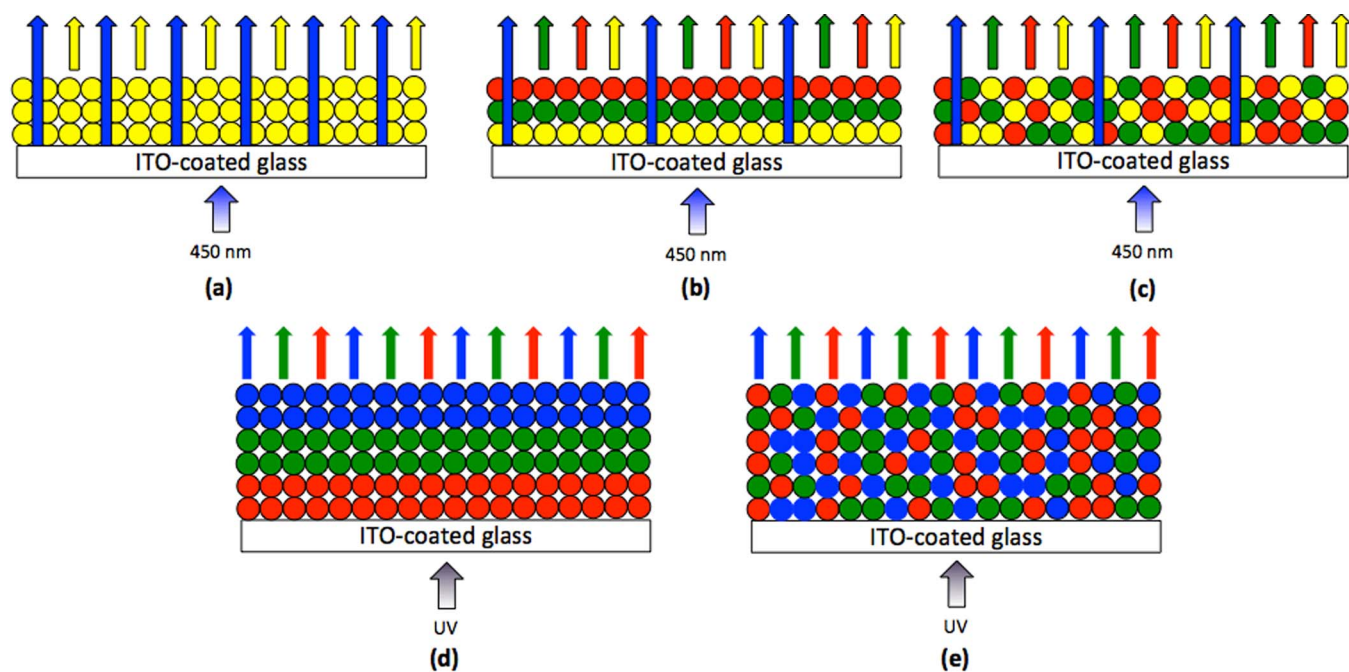 ITO-coated glass
450 nm
(a)
ITO-coated glass
450 nm
(b)
ITO-coated glass
450 nm
(c)
ITO-coated glass
UV
(d)
ITO-coated glass
UV
(e)